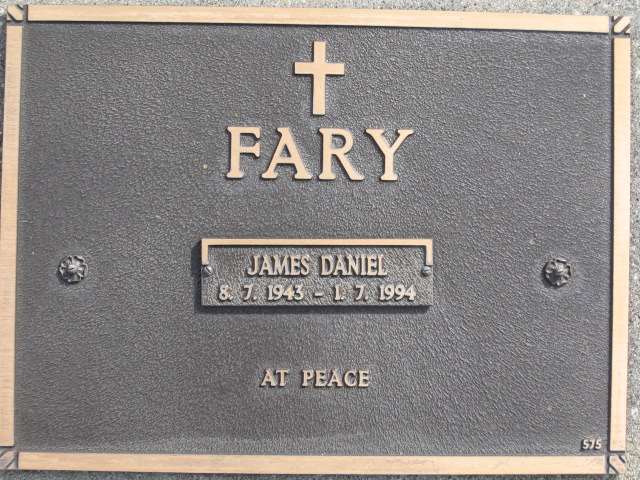 FARY
JAMES DANIEL
8. 7. 1943 - 1. 7. 1994
AT PEACE
575